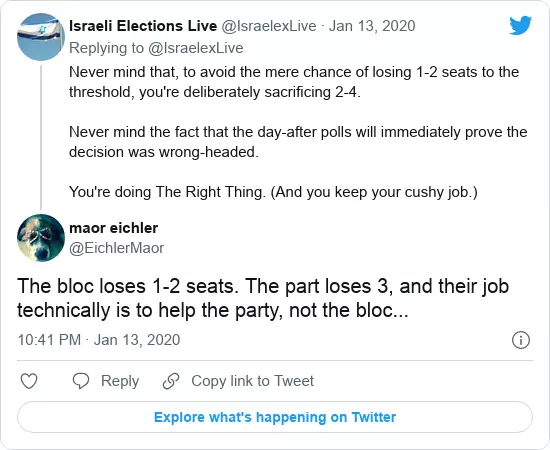 Israeli Elections Live @IsraelexLive · Jan 13, 2020
Replying to @IsraelexLive
Never mind that, to avoid the mere chance of losing 1-2 seats to the
threshold, you're deliberately sacrificing 2-4.
Never mind the fact that the day-after polls will immediately prove the
decision was wrong-headed.
You're doing The Right Thing. (And you keep your cushy job.)
maor eichler
@EichlerMaor
The bloc loses 1-2 seats. The part loses 3, and their job
technically is to help the party, not the bloc...
10:41 PM · Jan 13, 2020
Reply
Copy link to Tweet
Explore what's happening on Twitter